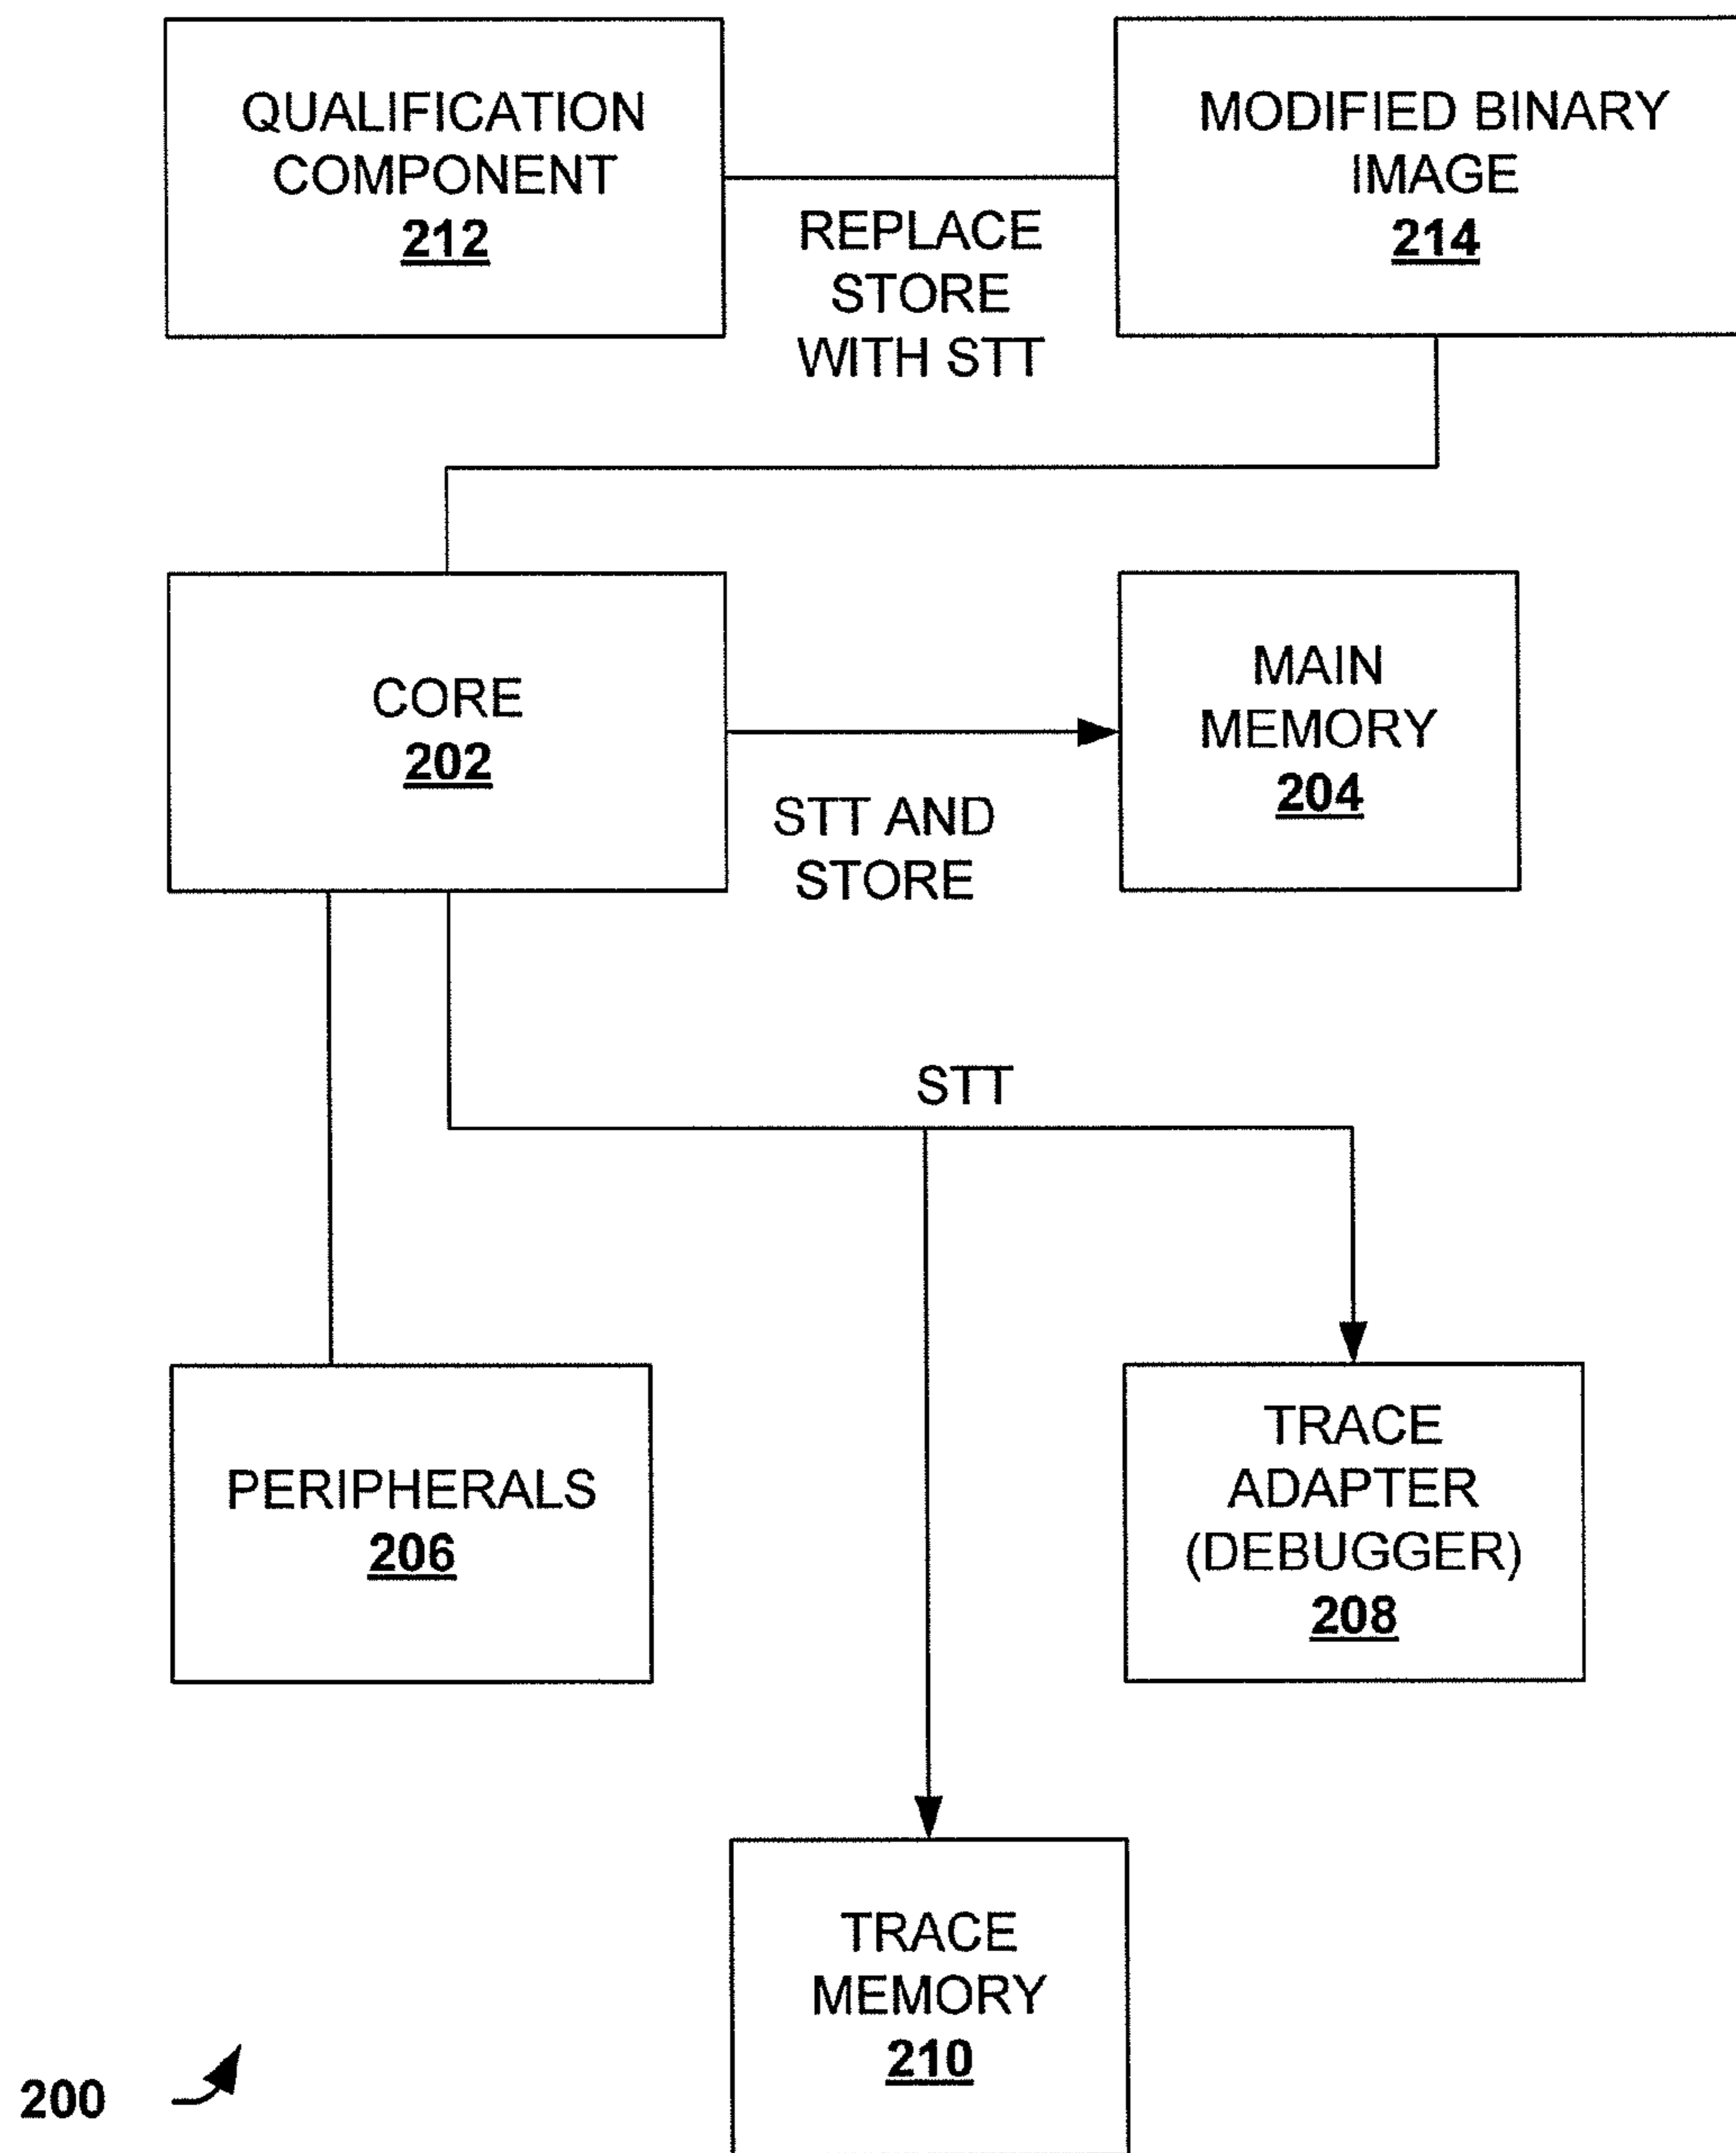 QUALIFICATION
COMPONENT
212
MODIFIED BINARY
IMAGE
214
REPLACE
STORE
WITH STT
CORE
202
MAIN
MEMORY
204
STT AND
STORE
STT
PERIPHERALS
206
TRACE
ADAPTER
(DEBUGGER)
208
TRACE
MEMORY
210
200